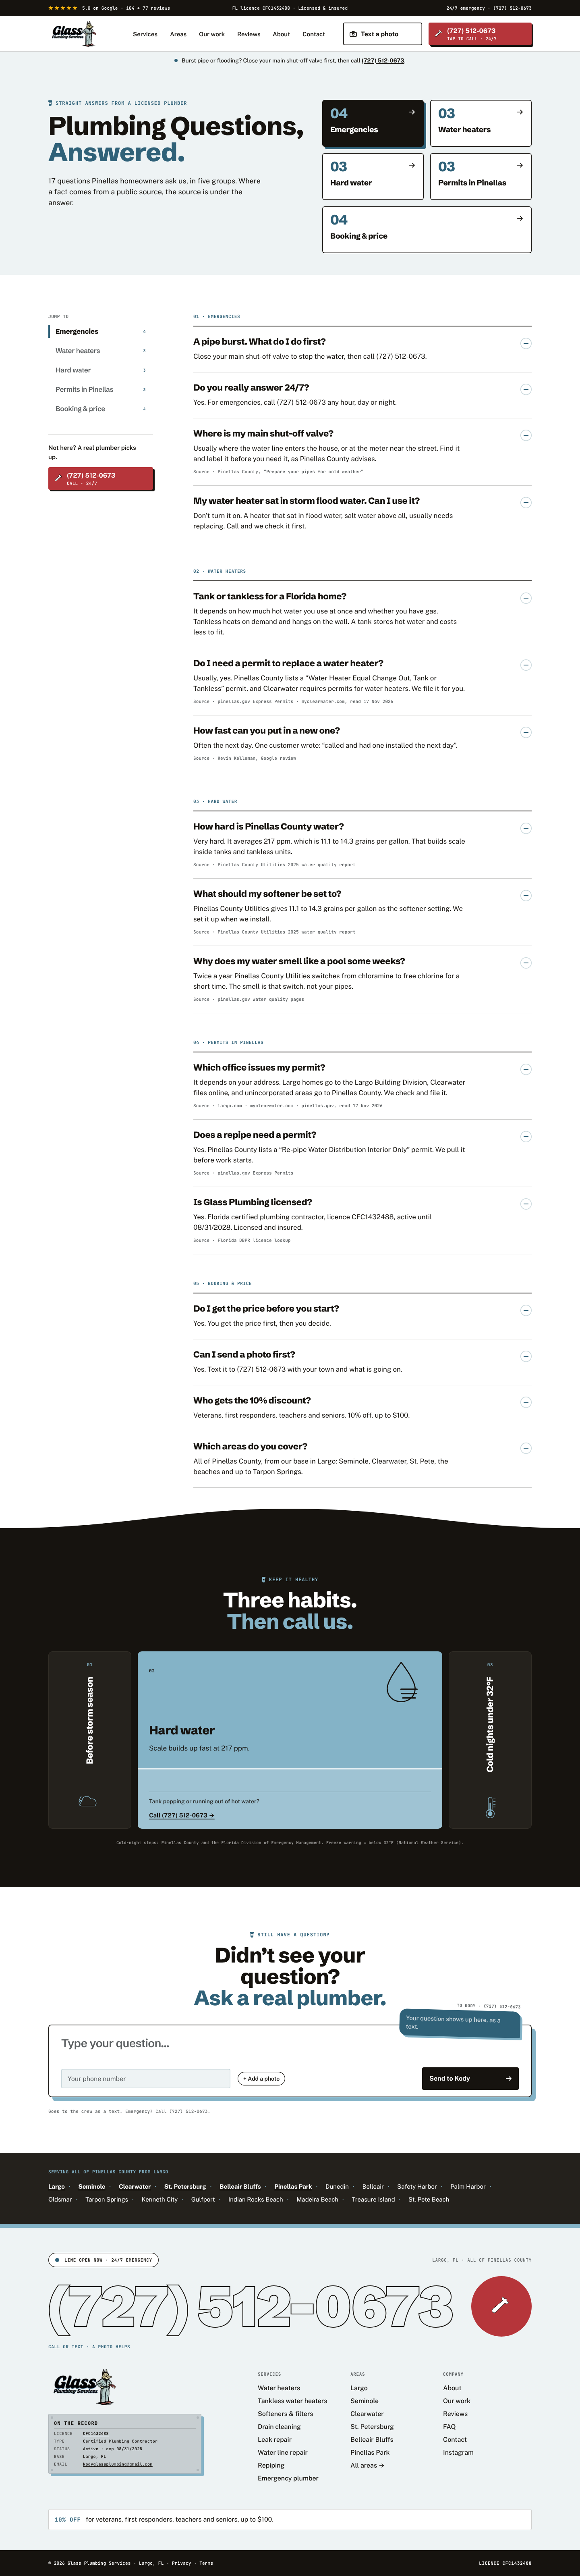 ★★★★★ 5.0 on Google · 104 + 77 reviews
FL licence CFC1432488 · Licensed & insured
24/7 emergency · (727) 512-0673
Glass
Plumbing Services
Services
Areas
Our work
Reviews
About
Contact
Text a photo
(727) 512-0673
TAP TO CALL · 24/7
Burst pipe or flooding? Close your main shut-off valve first, then call (727) 512-0673.
STRAIGHT ANSWERS FROM A LICENSED PLUMBER
Plumbing Questions,
Answered.
17 questions Pinellas homeowners ask us, in five groups. Where
a fact comes from a public source, the source is under the
answer.
04 →
Emergencies
03 →
Water heaters
03 →
Hard water
03 →
Permits in Pinellas
04 →
Booking & price
JUMP TO
Emergencies 4
Water heaters 3
Hard water 3
Permits in Pinellas 3
Booking & price 4
Not here? A real plumber picks
up.
(727) 512-0673
CALL · 24/7
01 · EMERGENCIES
A pipe burst. What do I do first?
Close your main shut-off valve to stop the water, then call (727) 512-0673.
Do you really answer 24/7?
Yes. For emergencies, call (727) 512-0673 any hour, day or night.
Where is my main shut-off valve?
Usually where the water line enters the house, or at the meter near the street. Find it
and label it before you need it, as Pinellas County advises.
Source · Pinellas County, “Prepare your pipes for cold weather”
My water heater sat in storm flood water. Can I use it?
Don’t turn it on. A heater that sat in flood water, salt water above all, usually needs
replacing. Call and we check it first.
02 · WATER HEATERS
Tank or tankless for a Florida home?
It depends on how much hot water you use at once and whether you have gas.
Tankless heats on demand and hangs on the wall. A tank stores hot water and costs
less to fit.
Do I need a permit to replace a water heater?
Usually, yes. Pinellas County lists a “Water Heater Equal Change Out, Tank or
Tankless” permit, and Clearwater requires permits for water heaters. We file it for you.
Source · pinellas.gov Express Permits · myclearwater.com, read 17 Nov 2026
How fast can you put in a new one?
Often the next day. One customer wrote: “called and had one installed the next day”.
Source · Kevin Kelleman, Google review
03 · HARD WATER
How hard is Pinellas County water?
Very hard. It averages 217 ppm, which is 11.1 to 14.3 grains per gallon. That builds scale
inside tanks and tankless units.
Source · Pinellas County Utilities 2025 water quality report
What should my softener be set to?
Pinellas County Utilities gives 11.1 to 14.3 grains per gallon as the softener setting. We
set it up when we install.
Source · Pinellas County Utilities 2025 water quality report
Why does my water smell like a pool some weeks?
Twice a year Pinellas County Utilities switches from chloramine to free chlorine for a
short time. The smell is that switch, not your pipes.
Source · pinellas.gov water quality pages
04 · PERMITS IN PINELLAS
Which office issues my permit?
It depends on your address. Largo homes go to the Largo Building Division, Clearwater
files online, and unincorporated areas go to Pinellas County. We check and file it.
Source · largo.com · myclearwater.com · pinellas.gov, read 17 Nov 2026
Does a repipe need a permit?
Yes. Pinellas County lists a “Re-pipe Water Distribution Interior Only” permit. We pull it
before work starts.
Source · pinellas.gov Express Permits
Is Glass Plumbing licensed?
Yes. Florida certified plumbing contractor, licence CFC1432488, active until
08/31/2028. Licensed and insured.
Source · Florida DBPR licence lookup
05 · BOOKING & PRICE
Do I get the price before you start?
Yes. You get the price first, then you decide.
Can I send a photo first?
Yes. Text it to (727) 512-0673 with your town and what is going on.
Who gets the 10% discount?
Veterans, first responders, teachers and seniors. 10% off, up to $100.
Which areas do you cover?
All of Pinellas County, from our base in Largo: Seminole, Clearwater, St. Pete, the
beaches and up to Tarpon Springs.
KEEP IT HEALTHY
Three habits.
Then call us.
01
Before storm season
02
Hard water
Scale builds up fast at 217 ppm.
Tank popping or running out of hot water?
Call (727) 512-0673 →
03
Cold nights under 32°F
Cold-night steps: Pinellas County and the Florida Division of Emergency Management. Freeze warning = below 32°F (National Weather Service).
STILL HAVE A QUESTION?
Didn’t see your
question?
Ask a real plumber.
TO KODY · (727) 512-0673
Your question shows up here, as a
text.
Type your question...
Your phone number
+ Add a photo
Send to Kody →
Goes to the crew as a text. Emergency? Call (727) 512-0673.
SERVING ALL OF PINELLAS COUNTY FROM LARGO
Largo · Seminole · Clearwater · St. Petersburg · Belleair Bluffs · Pinellas Park · Dunedin · Belleair · Safety Harbor · Palm Harbor ·
Oldsmar · Tarpon Springs · Kenneth City · Gulfport · Indian Rocks Beach · Madeira Beach · Treasure Island · St. Pete Beach
LINE OPEN NOW · 24/7 EMERGENCY
LARGO, FL · ALL OF PINELLAS COUNTY
(727) 512-0673
CALL OR TEXT · A PHOTO HELPS
Glass
Plumbing Services
ON THE RECORD
LICENCE CFC1432488
TYPE Certified Plumbing Contractor
STATUS Active · exp 08/31/2028
BASE Largo, FL
EMAIL kodyglassplumbing@gmail.com
SERVICES
Water heaters
Tankless water heaters
Softeners & filters
Drain cleaning
Leak repair
Water line repair
Repiping
Emergency plumber
AREAS
Largo
Seminole
Clearwater
St. Petersburg
Belleair Bluffs
Pinellas Park
All areas →
COMPANY
About
Our work
Reviews
FAQ
Contact
Instagram
10% OFF for veterans, first responders, teachers and seniors, up to $100.
© 2026 Glass Plumbing Services · Largo, FL · Privacy · Terms
LICENCE CFC1432488